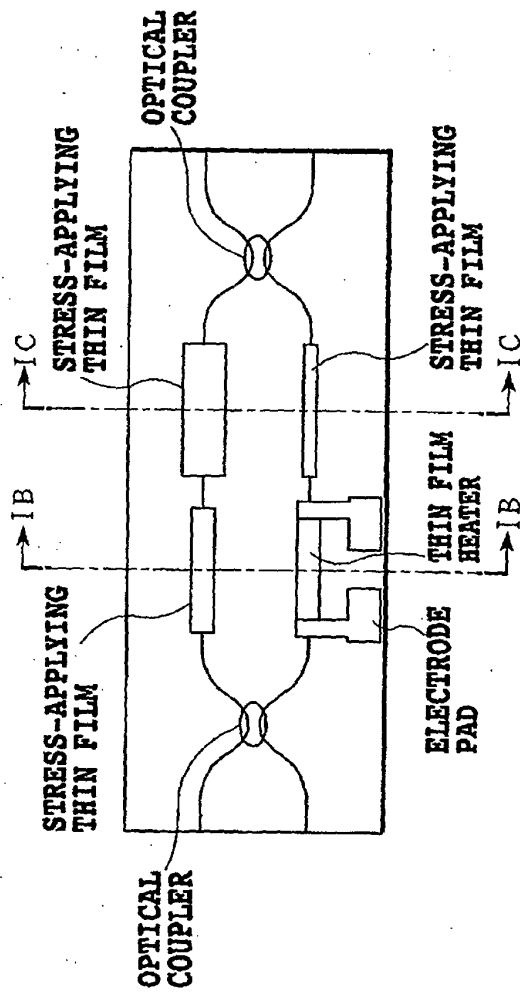 IB
IC
STRESS-APPLYING
THIN FILM
STRESS-APPLYING
THIN FILM
OPTICAL
COUPLER
OPTICAL
COUPLER
ELECTRODE
PAD
THIN FILM
HEATER
STRESS-APPLYING
THIN FILM
IB
IC